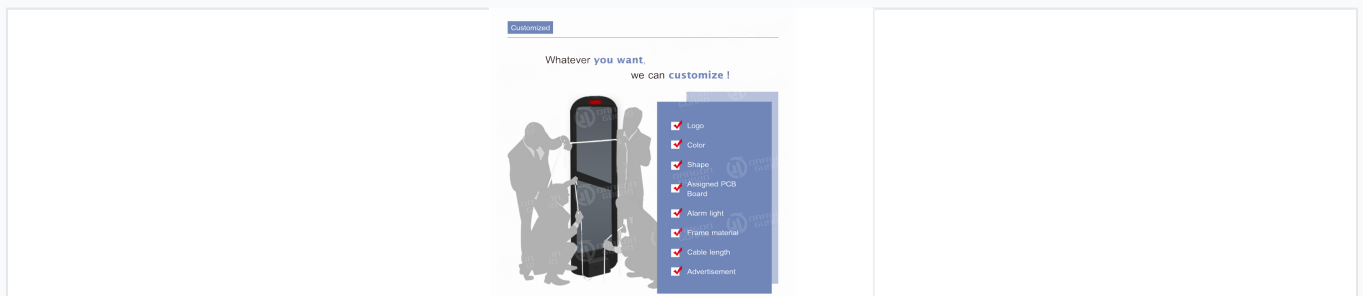 Customized
Whatever you want,
we can customize !
Logo
Color
Shape
Assigned PCB
Board
Alarm light
Frame material
Cable length
Advertisement